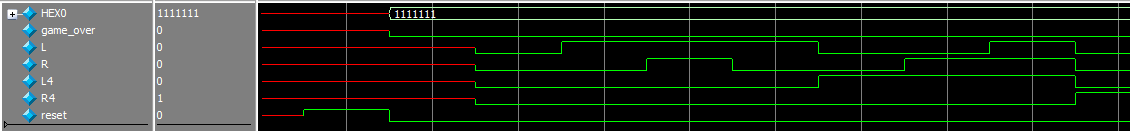 HEX0 1111111 1111111
game_over 0
L 0
R 0
L4 0
R4 1
reset 0